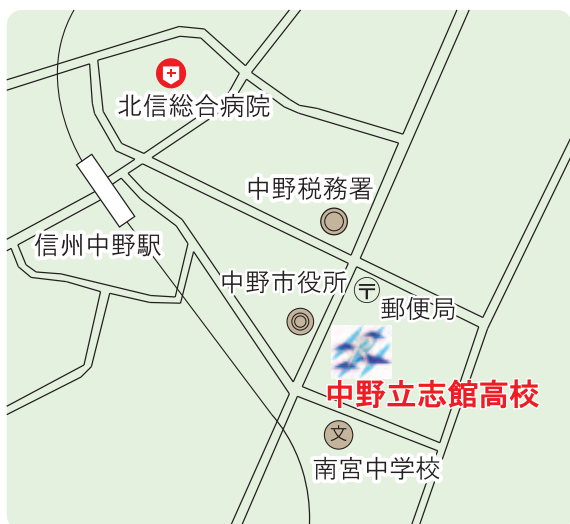 北信総合病院
中野税務署
信州中野駅
中野市役所
〒
郵便局
中野立志館高校
文
南宮中学校